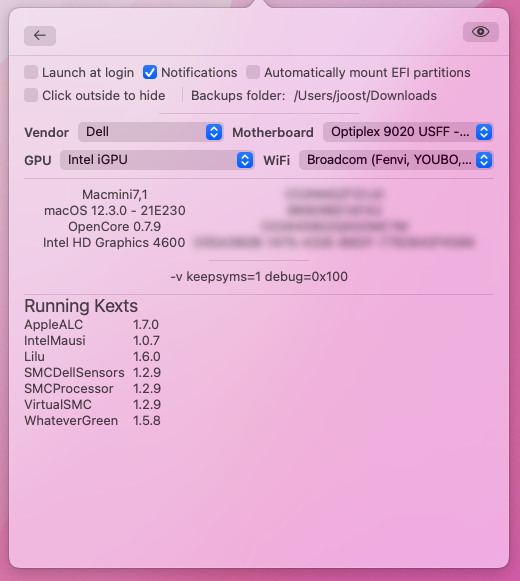 Launch at login Notifications Automatically mount EFI partitions
Click outside to hide Backups folder: /Users/joost/Downloads
Vendor Dell Motherboard Optiplex 9020 USFF -...
GPU Intel iGPU WiFi Broadcom (Fenvi, YOUBO,...
Macmini7,1
macOS 12.3.0 - 21E230
OpenCore 0.7.9
Intel HD Graphics 4600
-v keepsyms=1 debug=0x100
Running Kexts
AppleALC 1.7.0
IntelMausi 1.0.7
Lilu 1.6.0
SMCDellSensors 1.2.9
SMCProcessor 1.2.9
VirtualSMC 1.2.9
WhateverGreen 1.5.8